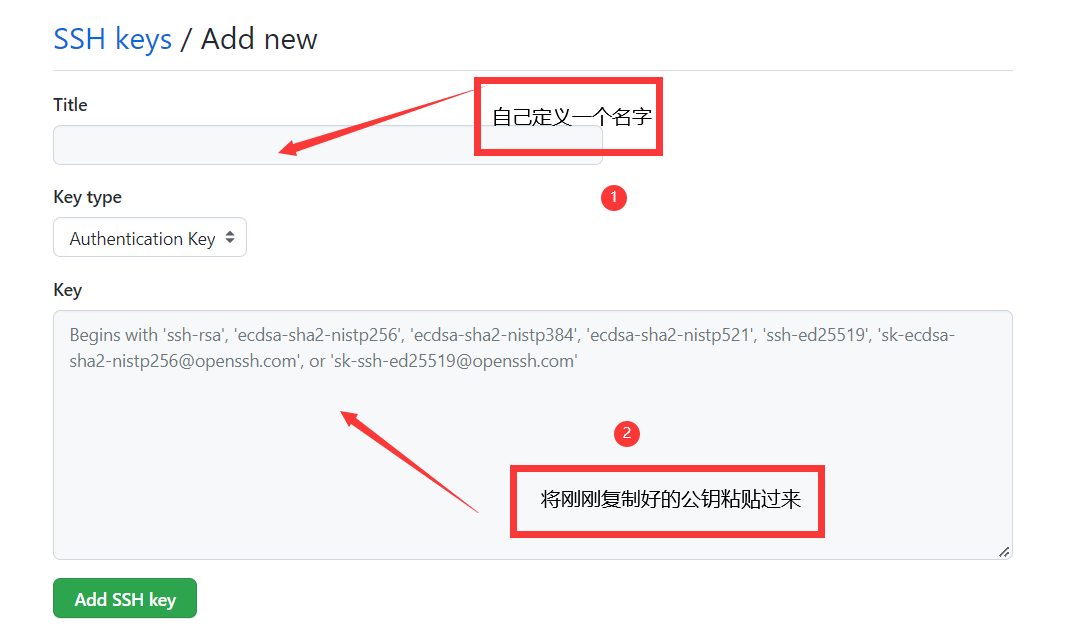 SSH keys / Add new
Title
自己定义一个名字
1
Key type
Authentication Key
Key
Begins with 'ssh-rsa', 'ecdsa-sha2-nistp256', 'ecdsa-sha2-nistp384', 'ecdsa-sha2-nistp521', 'ssh-ed25519', 'sk-ecdsa-
sha2-nistp256@openssh.com', or 'sk-ssh-ed25519@openssh.com'
2
将刚刚复制好的公钥粘贴过来
Add SSH key